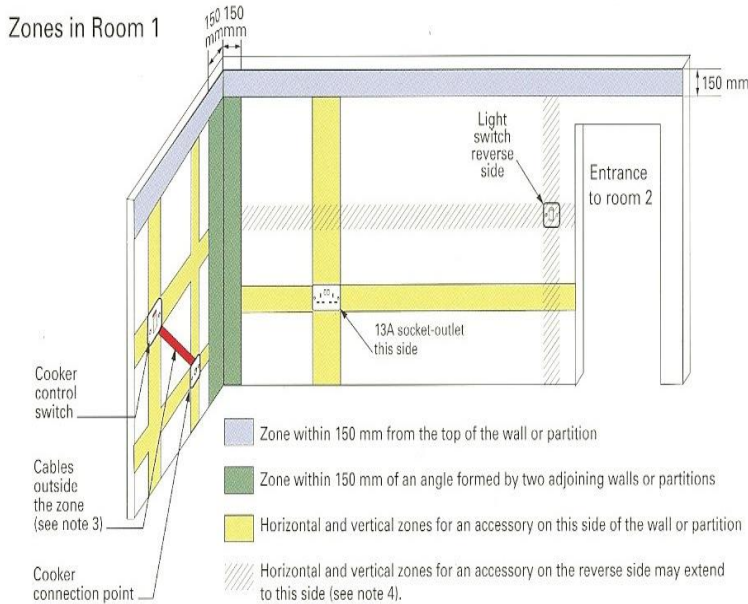 Zones in Room 1
150 150
mm mm
150 mm
Light
switch
reverse
side
Entrance
to room 2
13A socket-outlet
this side
Cooker
control
switch
Cables
outside
the zone
(see note 3)
Cooker
connection point
Zone within 150 mm from the top of the wall or partition
Zone within 150 mm of an angle formed by two adjoining walls or partitions
Horizontal and vertical zones for an accessory on this side of the wall or partition
Horizontal and vertical zones for an accessory on the reverse side may extend
to this side (see note 4).